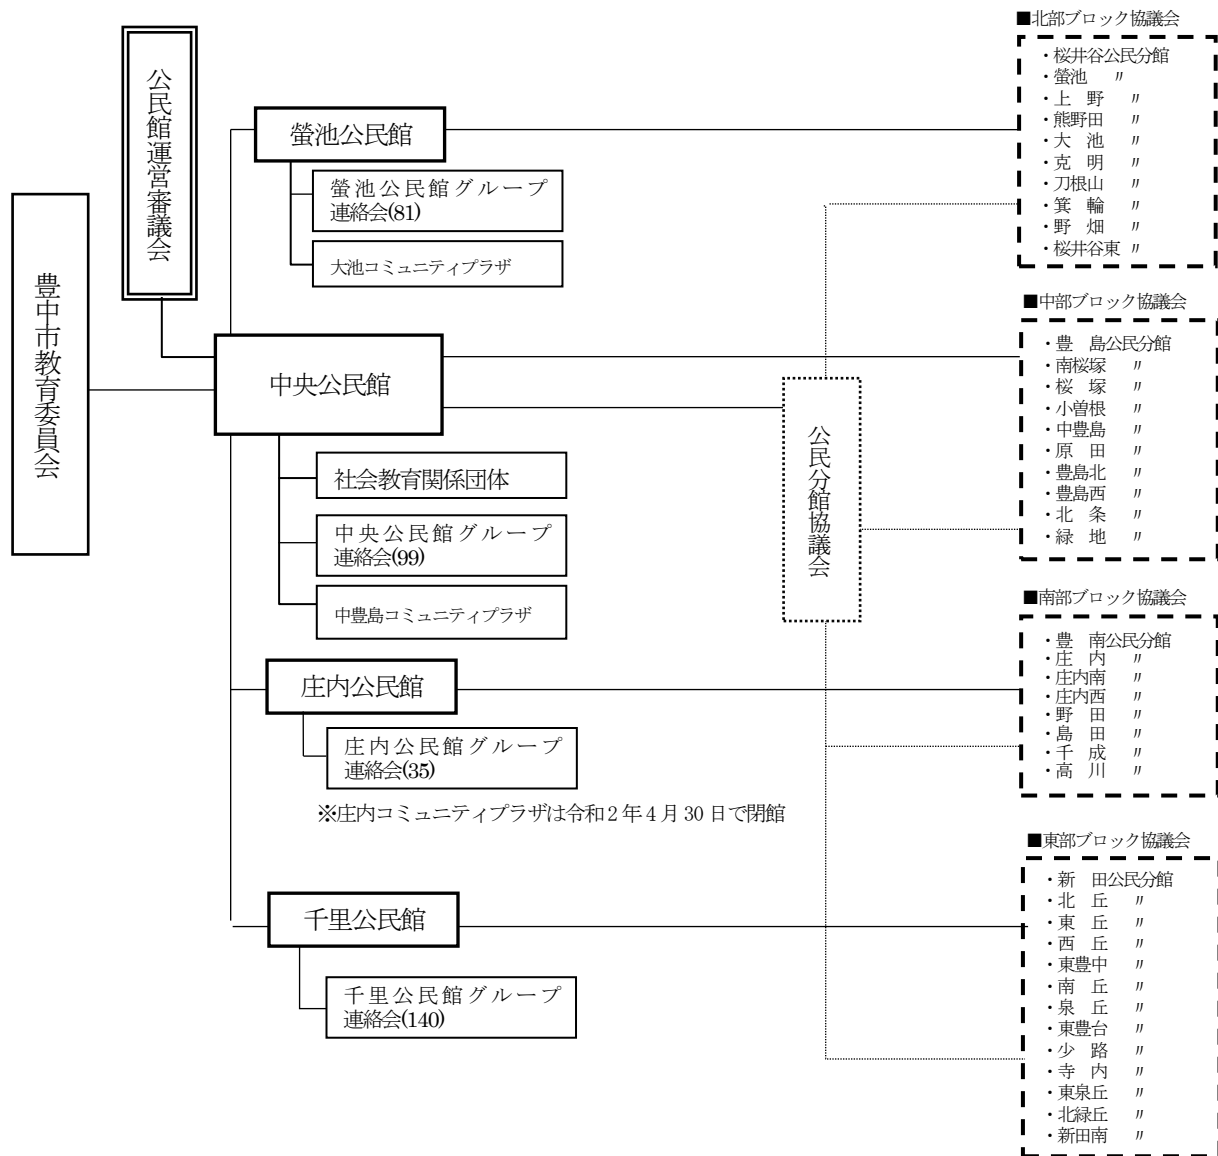 豊中市教育委員会
公民館運営審議会
螢池公民館
螢池公民館グループ
連絡会(81)
大池コミュニティプラザ
中央公民館
社会教育関係団体
中央公民館グループ
連絡会(99)
中豊島コミュニティプラザ
庄内公民館
庄内公民館グループ
連絡会(35)
※庄内コミュニティプラザは令和2年4月30日で閉館
千里公民館
千里公民館グループ
連絡会(140)
公民分館協議会
■北部ブロック協議会
・桜井谷公民分館
・螢池 〃
・上 野 〃
・熊野田 〃
・大 池 〃
・克 明 〃
・刀根山 〃
・箕 輪 〃
・野 畑 〃
・桜井谷東 〃
■中部ブロック協議会
・豊 島公民分館
・南桜塚 〃
・桜 塚 〃
・小曽根 〃
・中豊島 〃
・原 田 〃
・豊島北 〃
・豊島西 〃
・北 条 〃
・緑 地 〃
■南部ブロック協議会
・豊 南公民分館
・庄 内 〃
・庄内南 〃
・庄内西 〃
・野 田 〃
・島 田 〃
・千 成 〃
・高 川 〃
■東部ブロック協議会
・新 田公民分館
・北 丘 〃
・東 丘 〃
・西 丘 〃
・東豊中 〃
・南 丘 〃
・泉 丘 〃
・東豊台 〃
・少 路 〃
・寺 内 〃
・東泉丘 〃
・北緑丘 〃
・新田南 〃